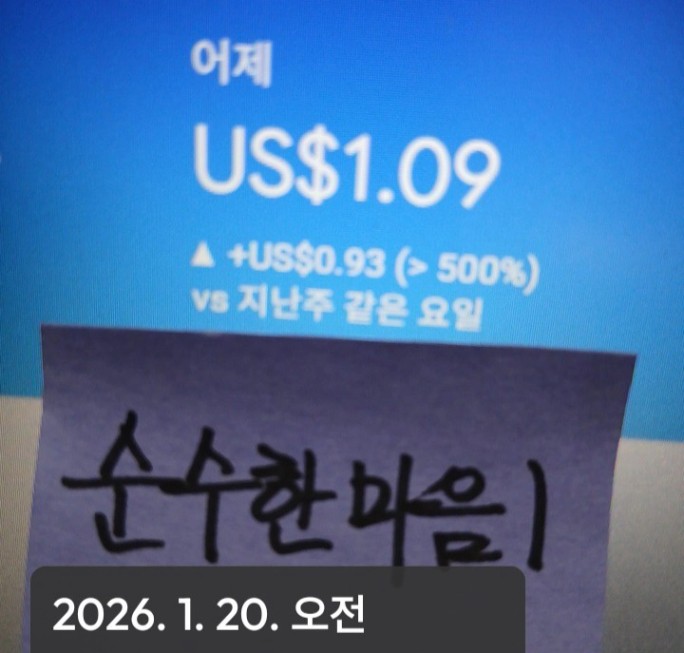 어제
US$1.09
▲ +US$0.93 (> 500%)
vs 지난주 같은 요일
순수한 마음1
2026. 1. 20. 오전